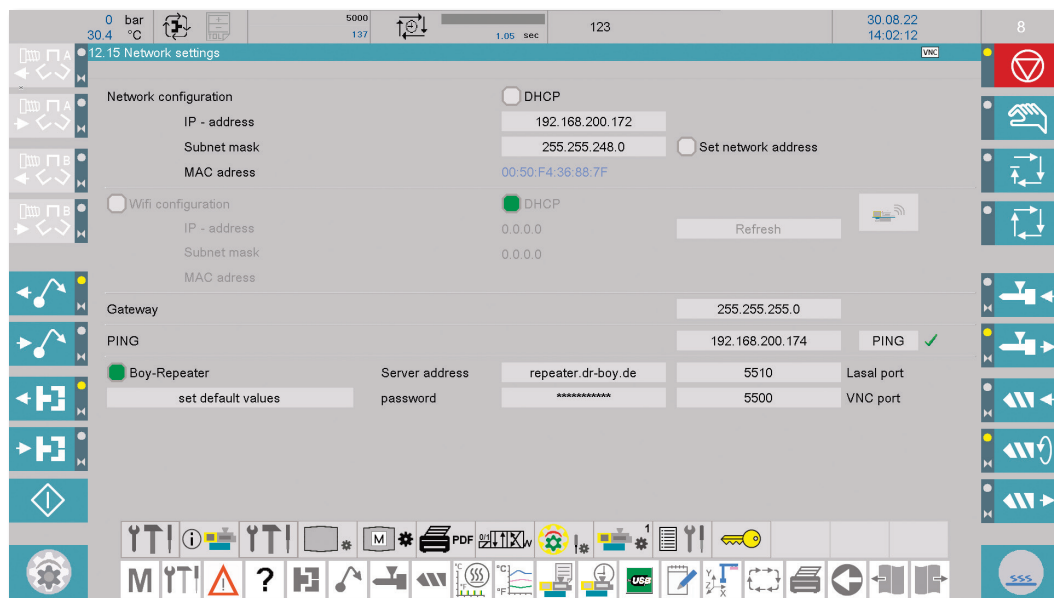 0 bar
30.4 °C
TOL
5000
137
1.05 sec
123
30.08.22
14:02:12
8
12.15 Network settings
VNC
A
A
B
B
Network configuration
DHCP
IP - address
192.168.200.172
Subnet mask
255.255.248.0
Set network address
MAC adress
00:50:F4:36:88:7F
Wifi configuration
DHCP
IP - address
0.0.0.0
Refresh
Subnet mask
0.0.0.0
MAC adress
Gateway
255.255.255.0
PING
192.168.200.174
PING
Boy-Repeater
Server address
repeater.dr-boy.de
5510
Lasal port
set default values
password
***********
5500
VNC port
M
PDF
0/1
W
1
M
?
°C
°F
°C
°F
USB
Y
Z
X
SSS